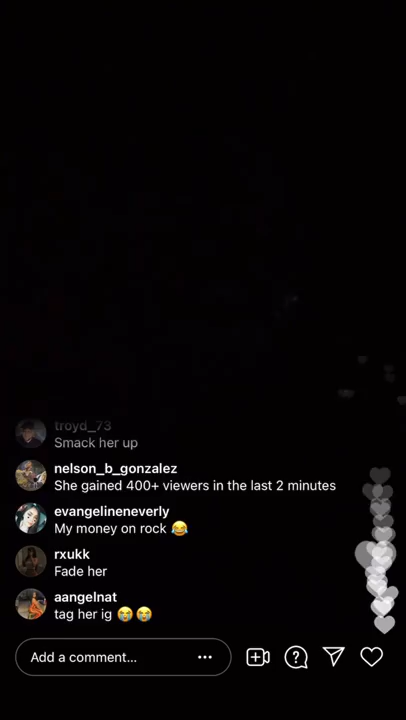 troyd_73
Smack her up
nelson_b_gonzalez
She gained 400+ viewers in the last 2 minutes
evangelineneverly
My money on rock 😂
rxukk
Fade her
aangelnat
tag her ig 😭😭
Add a comment...